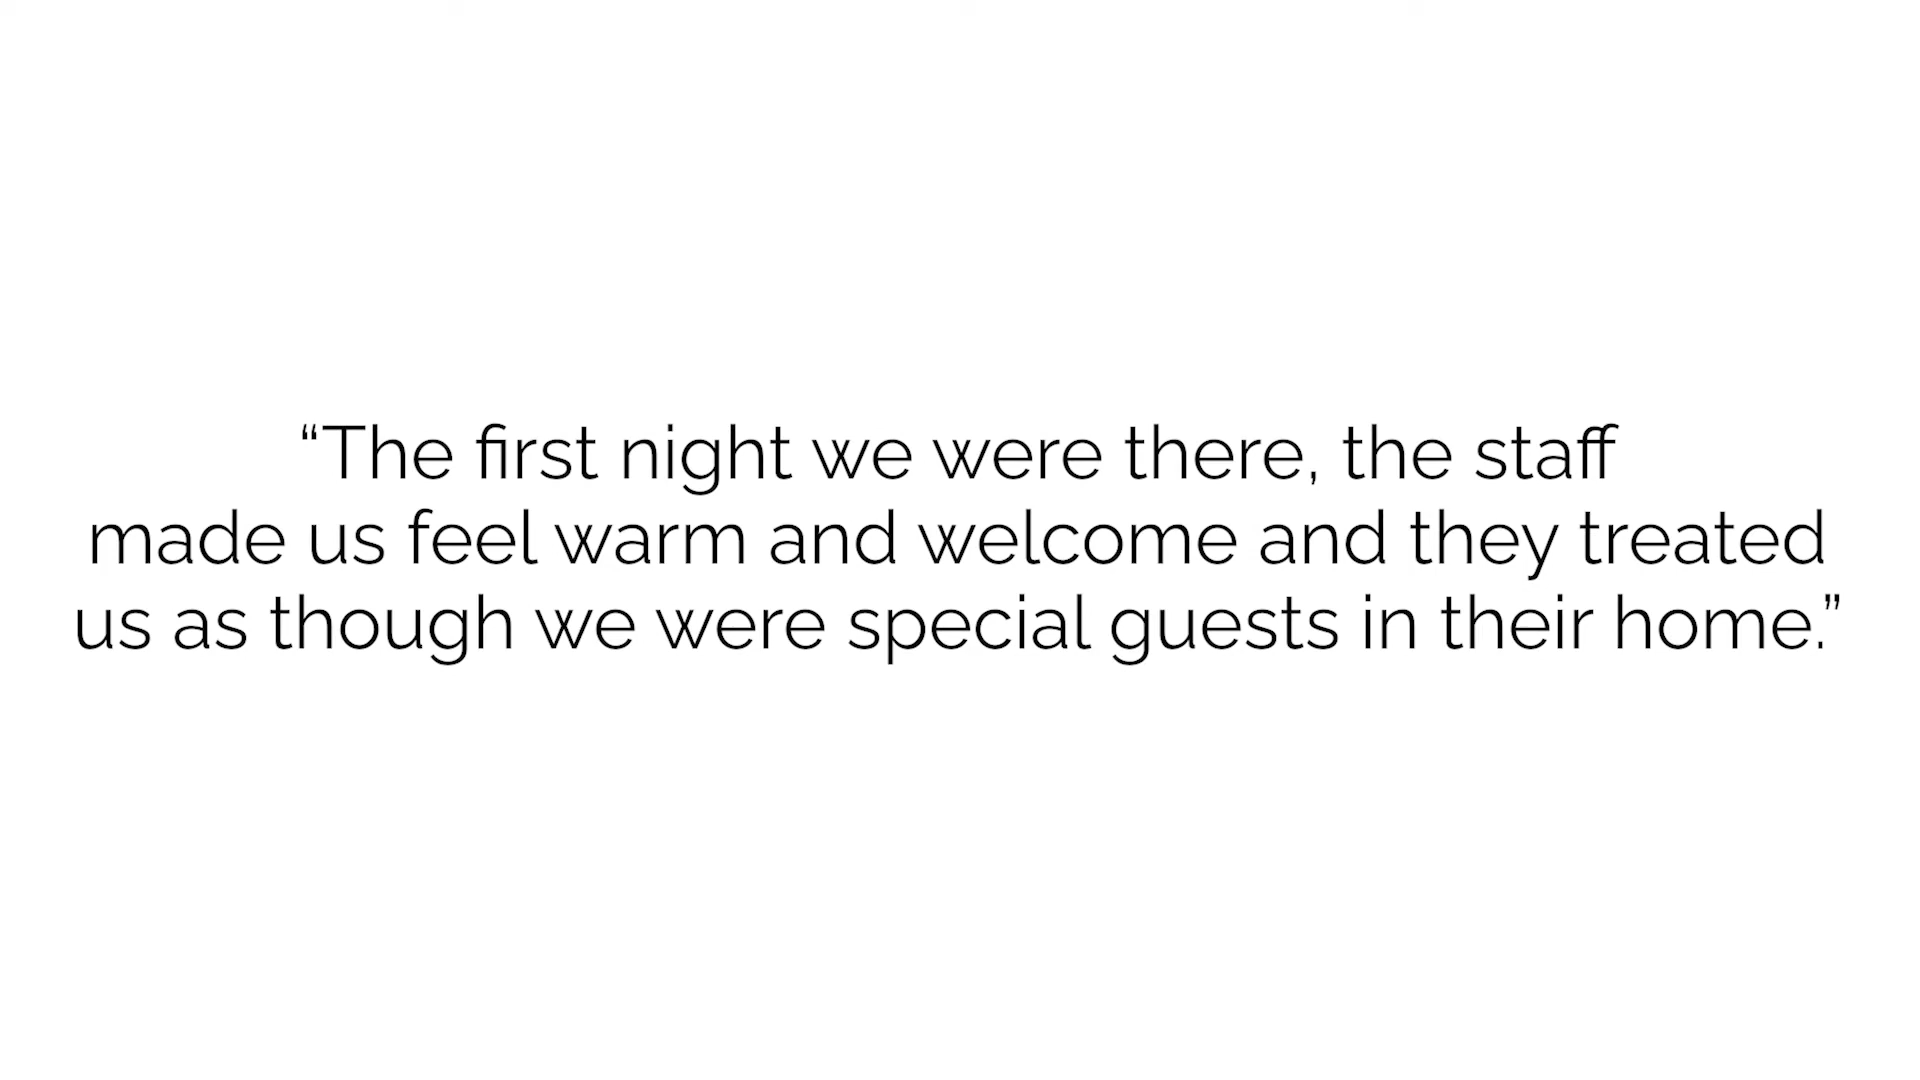 “The first night we were there, the staff
made us feel warm and welcome and they treated
us as though we were special guests in their home.”